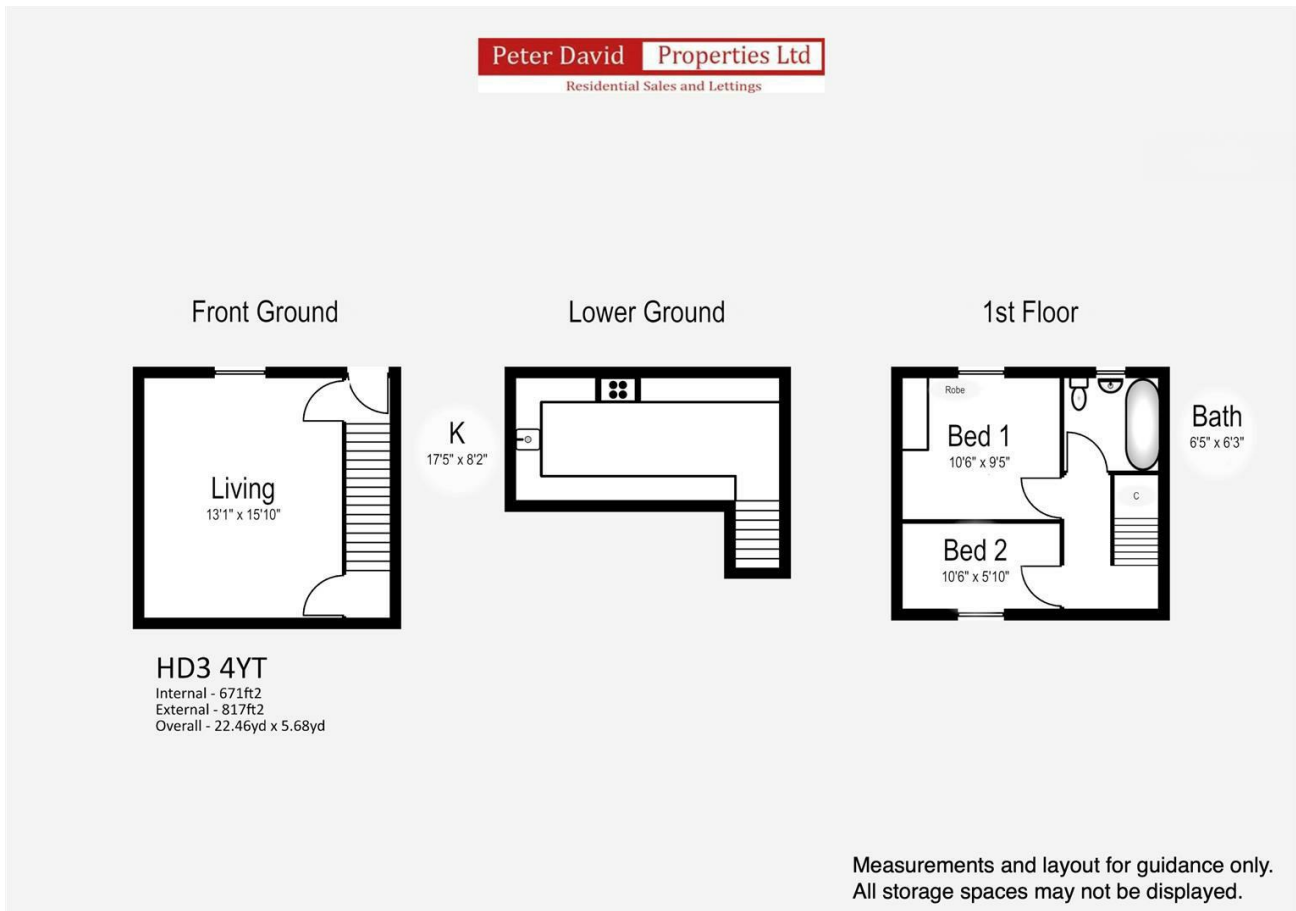 Peter David Properties Ltd
Residential Sales and Lettings
Front Ground
Lower Ground
1st Floor
Living
13'1" x 15'10"
K
17'5" x 8'2"
Robe
Bed 1
10'6" x 9'5"
Bed 2
10'6" x 5'10"
C
Bath
6'5" x 6'3"
HD3 4YT
Internal - 671ft2
External - 817ft2
Overall - 22.46yd x 5.68yd
Measurements and layout for guidance only.
All storage spaces may not be displayed.